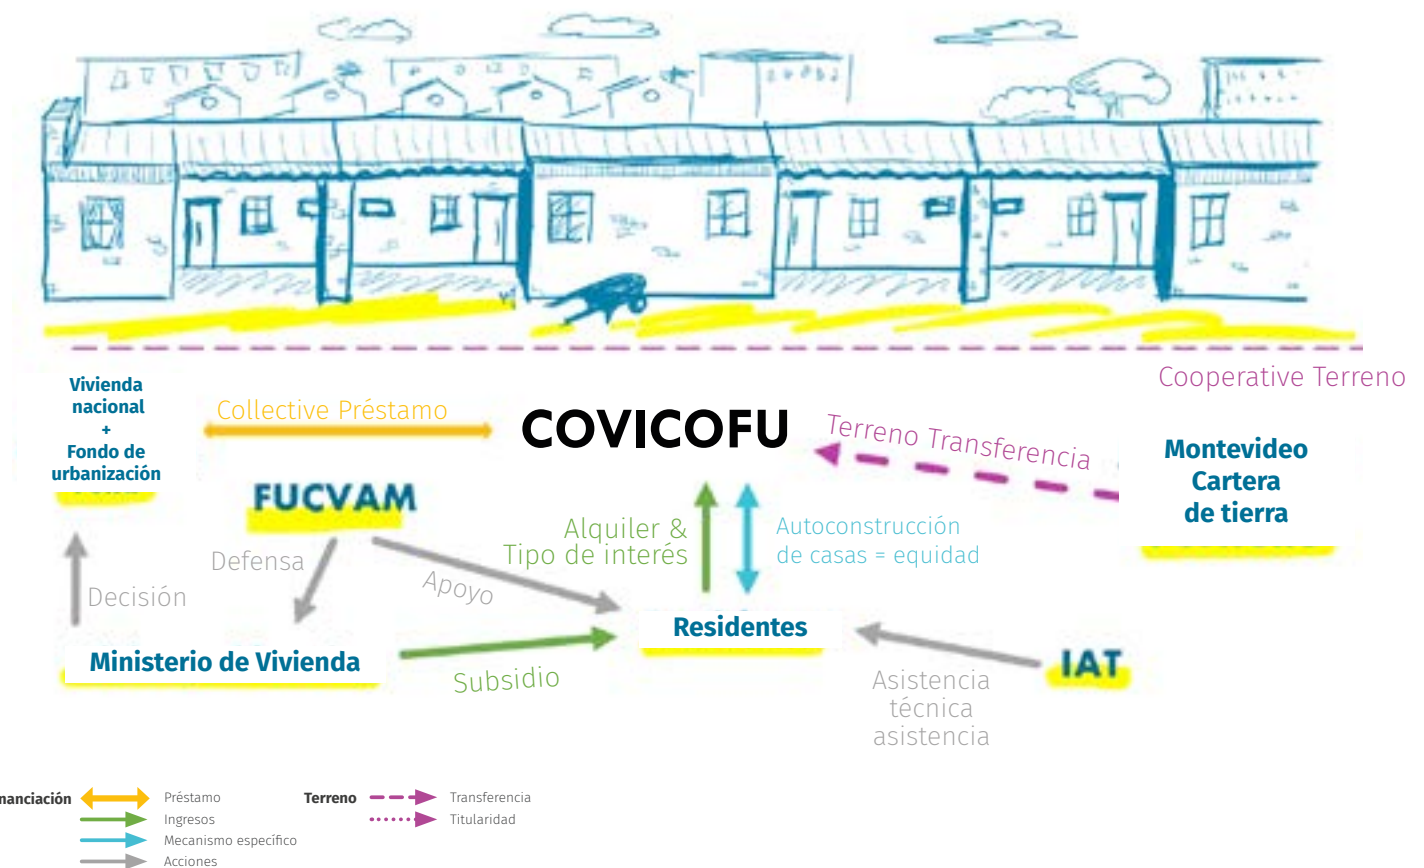 Cooperative Terreno
Vivienda
nacional
+
Fondo de
urbanización
Collective Préstamo
COVICOFU
Terreno Transferencia
Montevideo
Cartera
de tierra
FUCVAM
Alquiler &
Tipo de interés
Autoconstrucción
de casas = equidad
Defensa
Apoyo
Decisión
Residentes
Ministerio de Vivienda
Subsidio
IAT
Asistencia
técnica
asistencia
nanciación
Préstamo
Terreno
Transferencia
Ingresos
Titularidad
Mecanismo específico
Acciones